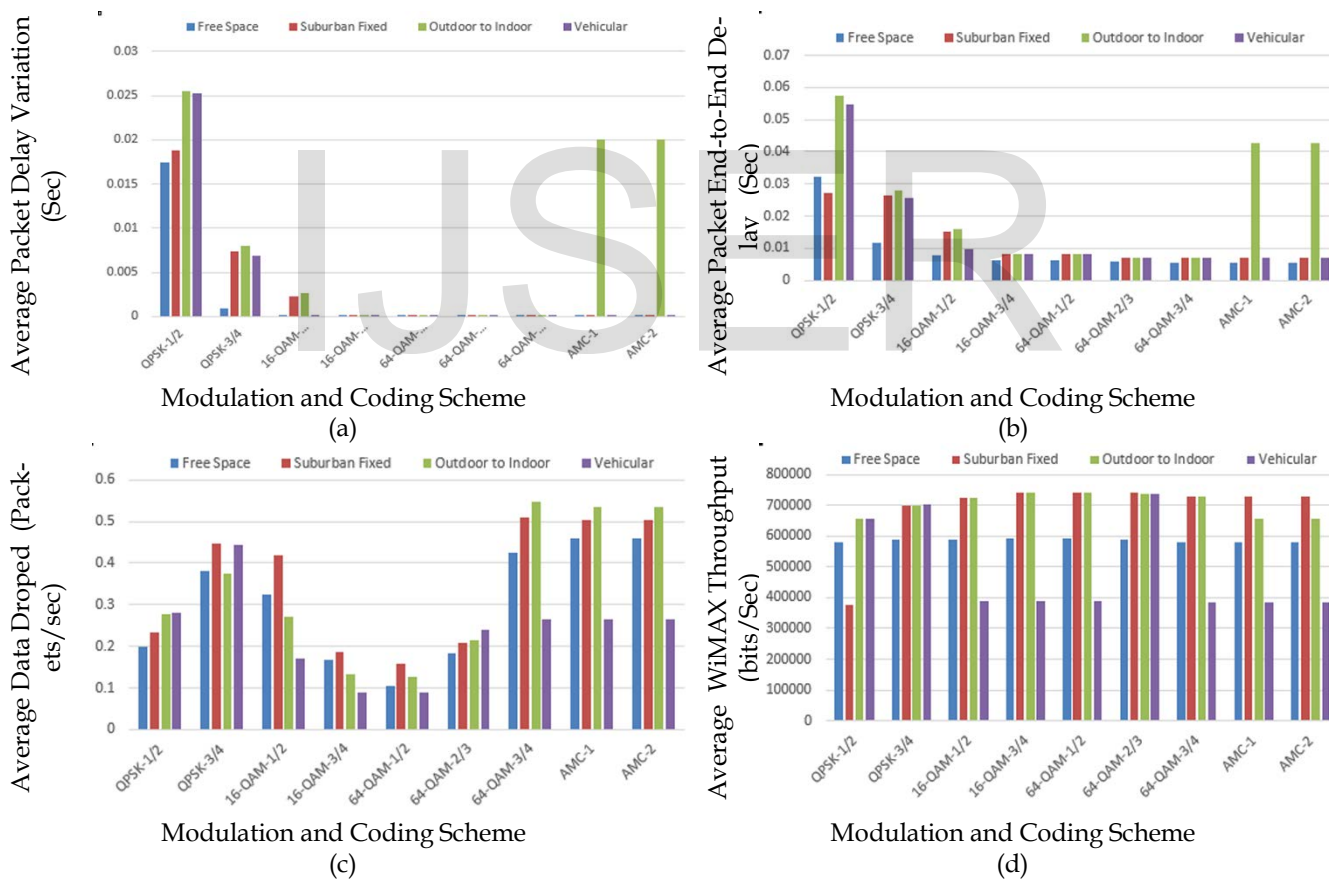 Free Space Suburban Fixed Outdoor to Indoor Vehicular
0.03
0.025
0.02
0.015
0.01
0.005
0
Average Packet Delay Variation
(Sec)
QPSK-1/2 QPSK-3/4 16-QAM-... 16-QAM-... 64-QAM-... 64-QAM-... 64-QAM-... AMC-1 AMC-2
Modulation and Coding Scheme
(a)
Free Space Suburban Fixed Outdoor to Indoor Vehicular
0.07
0.06
0.05
0.04
0.03
0.02
0.01
0
Average Packet End-to-End De-
lav (Sec)
QPSK-1/2 QPSK-3/4 16-QAM-1/2 16-QAM-3/4 64-QAM-1/2 64-QAM-2/3 64-QAM-3/4 AMC-1 AMC-2
Modulation and Coding Scheme
(b)
IJSER
Free Space Suburban Fixed Outdoor to Indoor Vehicular
0.6
0.5
0.4
0.3
0.2
0.1
0
Average Data Droped (Pack-
ets/sec)
QPSK-1/2 QPSK-3/4 16-QAM-1/2 16-QAM-3/4 64-QAM-1/2 64-QAM-2/3 64-QAM-3/4 AMC-1 AMC-2
Modulation and Coding Scheme
(c)
Free Space Suburban Fixed Outdoor to Indoor Vehicular
800000
700000
600000
500000
400000
300000
200000
100000
0
Average WiMAX Throughput
(bits/Sec)
QPSK-1/2 QPSK-3/4 16-QAM-1/2 16-QAM-3/4 64-QAM-1/2 64-QAM-2/3 64-QAM-3/4 AMC-1 AMC-2
Modulation and Coding Scheme
(d)